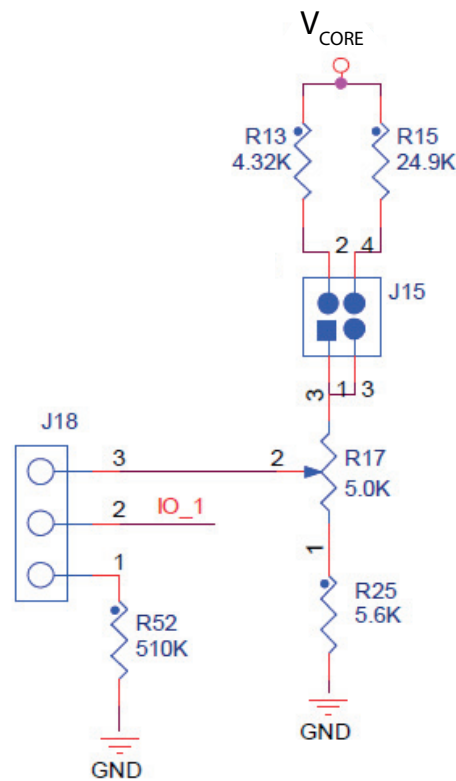 VCORE
R13
4.32K
R15
24.9K
2 4
J15
3 1 3
J18
3
2
R17
5.0K
2
IO_1
1
1
R52
510K
R25
5.6K
GND
GND